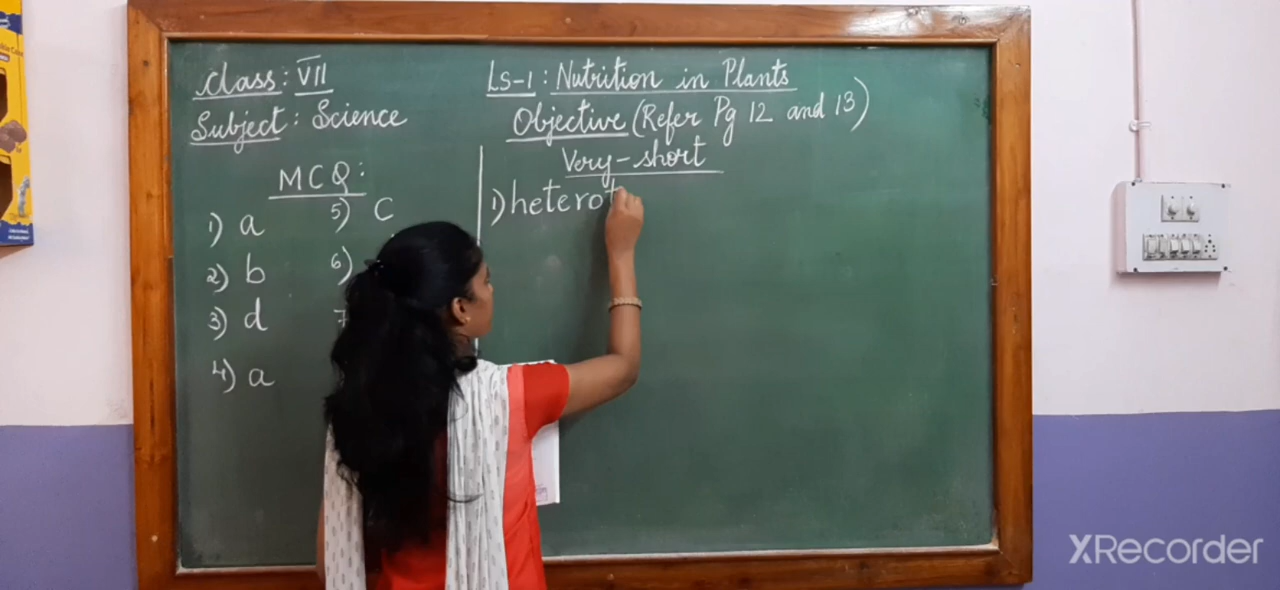 Class: VII
Subject: Science
LS-1: Nutrition in Plants
Objective (Refer Pg 12 and 13)
MCQ:
1) a
2) b
3) d
4) a
5) C
6)
Very-short
1) heterot
XRecorder